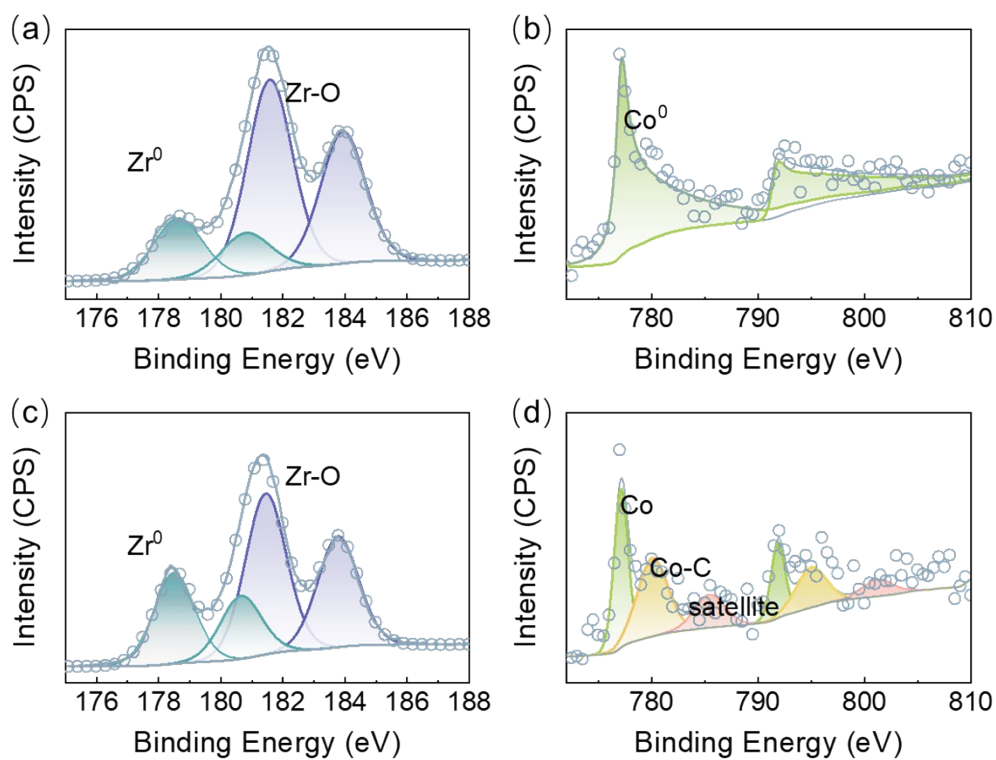 (a)
Intensity (CPS)
Zr⁰
Zr-O
176 178 180 182 184 186 188
Binding Energy (eV)
(b)
Intensity (CPS)
Co⁰
780 790 800 810
Binding Energy (eV)
(c)
Intensity (CPS)
Zr⁰
Zr-O
176 178 180 182 184 186 188
Binding Energy (eV)
(d)
Intensity (CPS)
Co
Co-C
satellite
780 790 800 810
Binding Energy (eV)